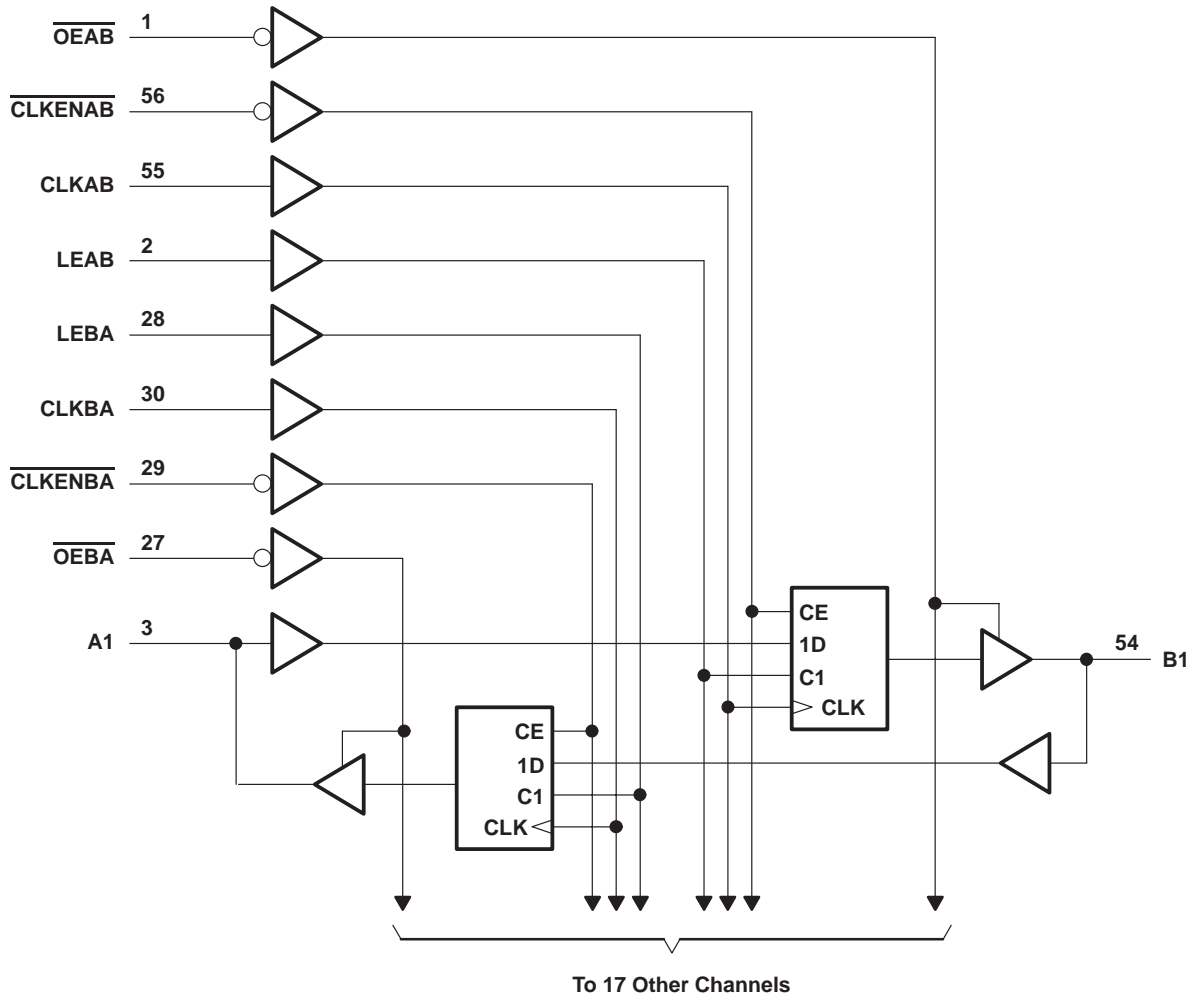 OEAB 1
CLKENAB 56
CLKAB 55
LEAB 2
LEBA 28
CLKBA 30
CLKENBA 29
OEBA 27
A1 3
CE
1D
C1
CLK
54 B1
CE
1D
C1
CLK
To 17 Other Channels